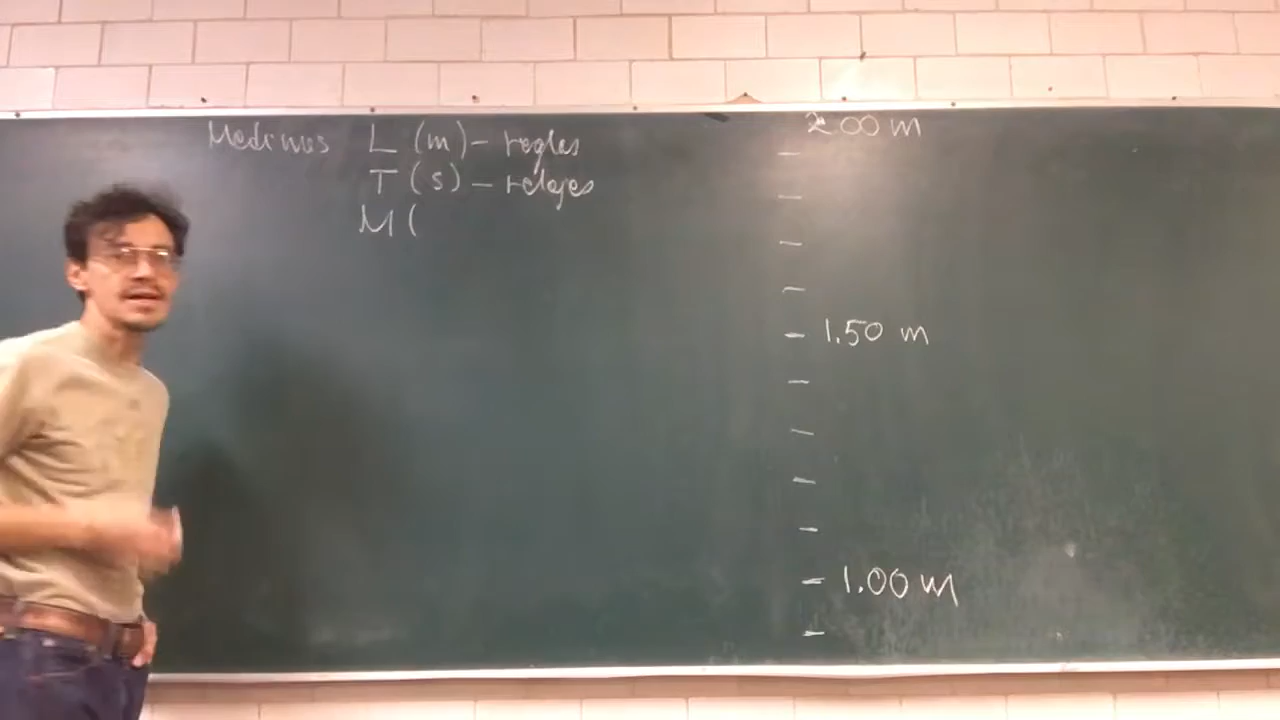 Medimos L (m) – reglas
T (s) – relojes
M (
2.00 m
1.50 m
1.00 m